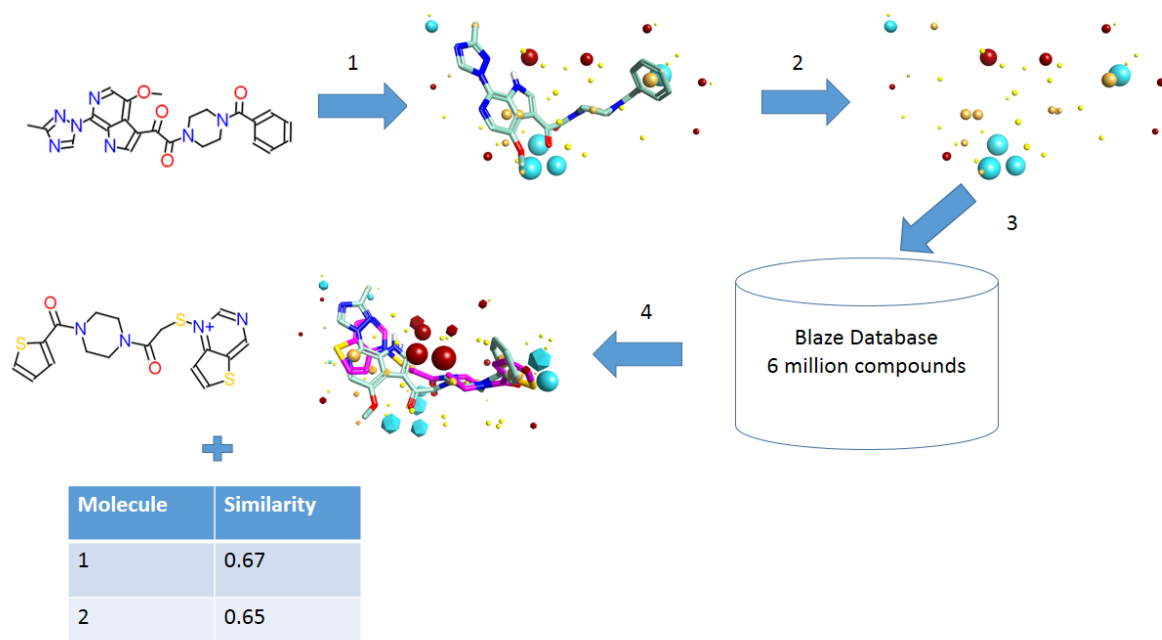 1
2
3
4
N
N
N
N
N
O
O
O
N
N
O
Blaze Database
6 million compounds
O
N
N
O
S
N+
N
S
S
Molecule Similarity
1 0.67
2 0.65